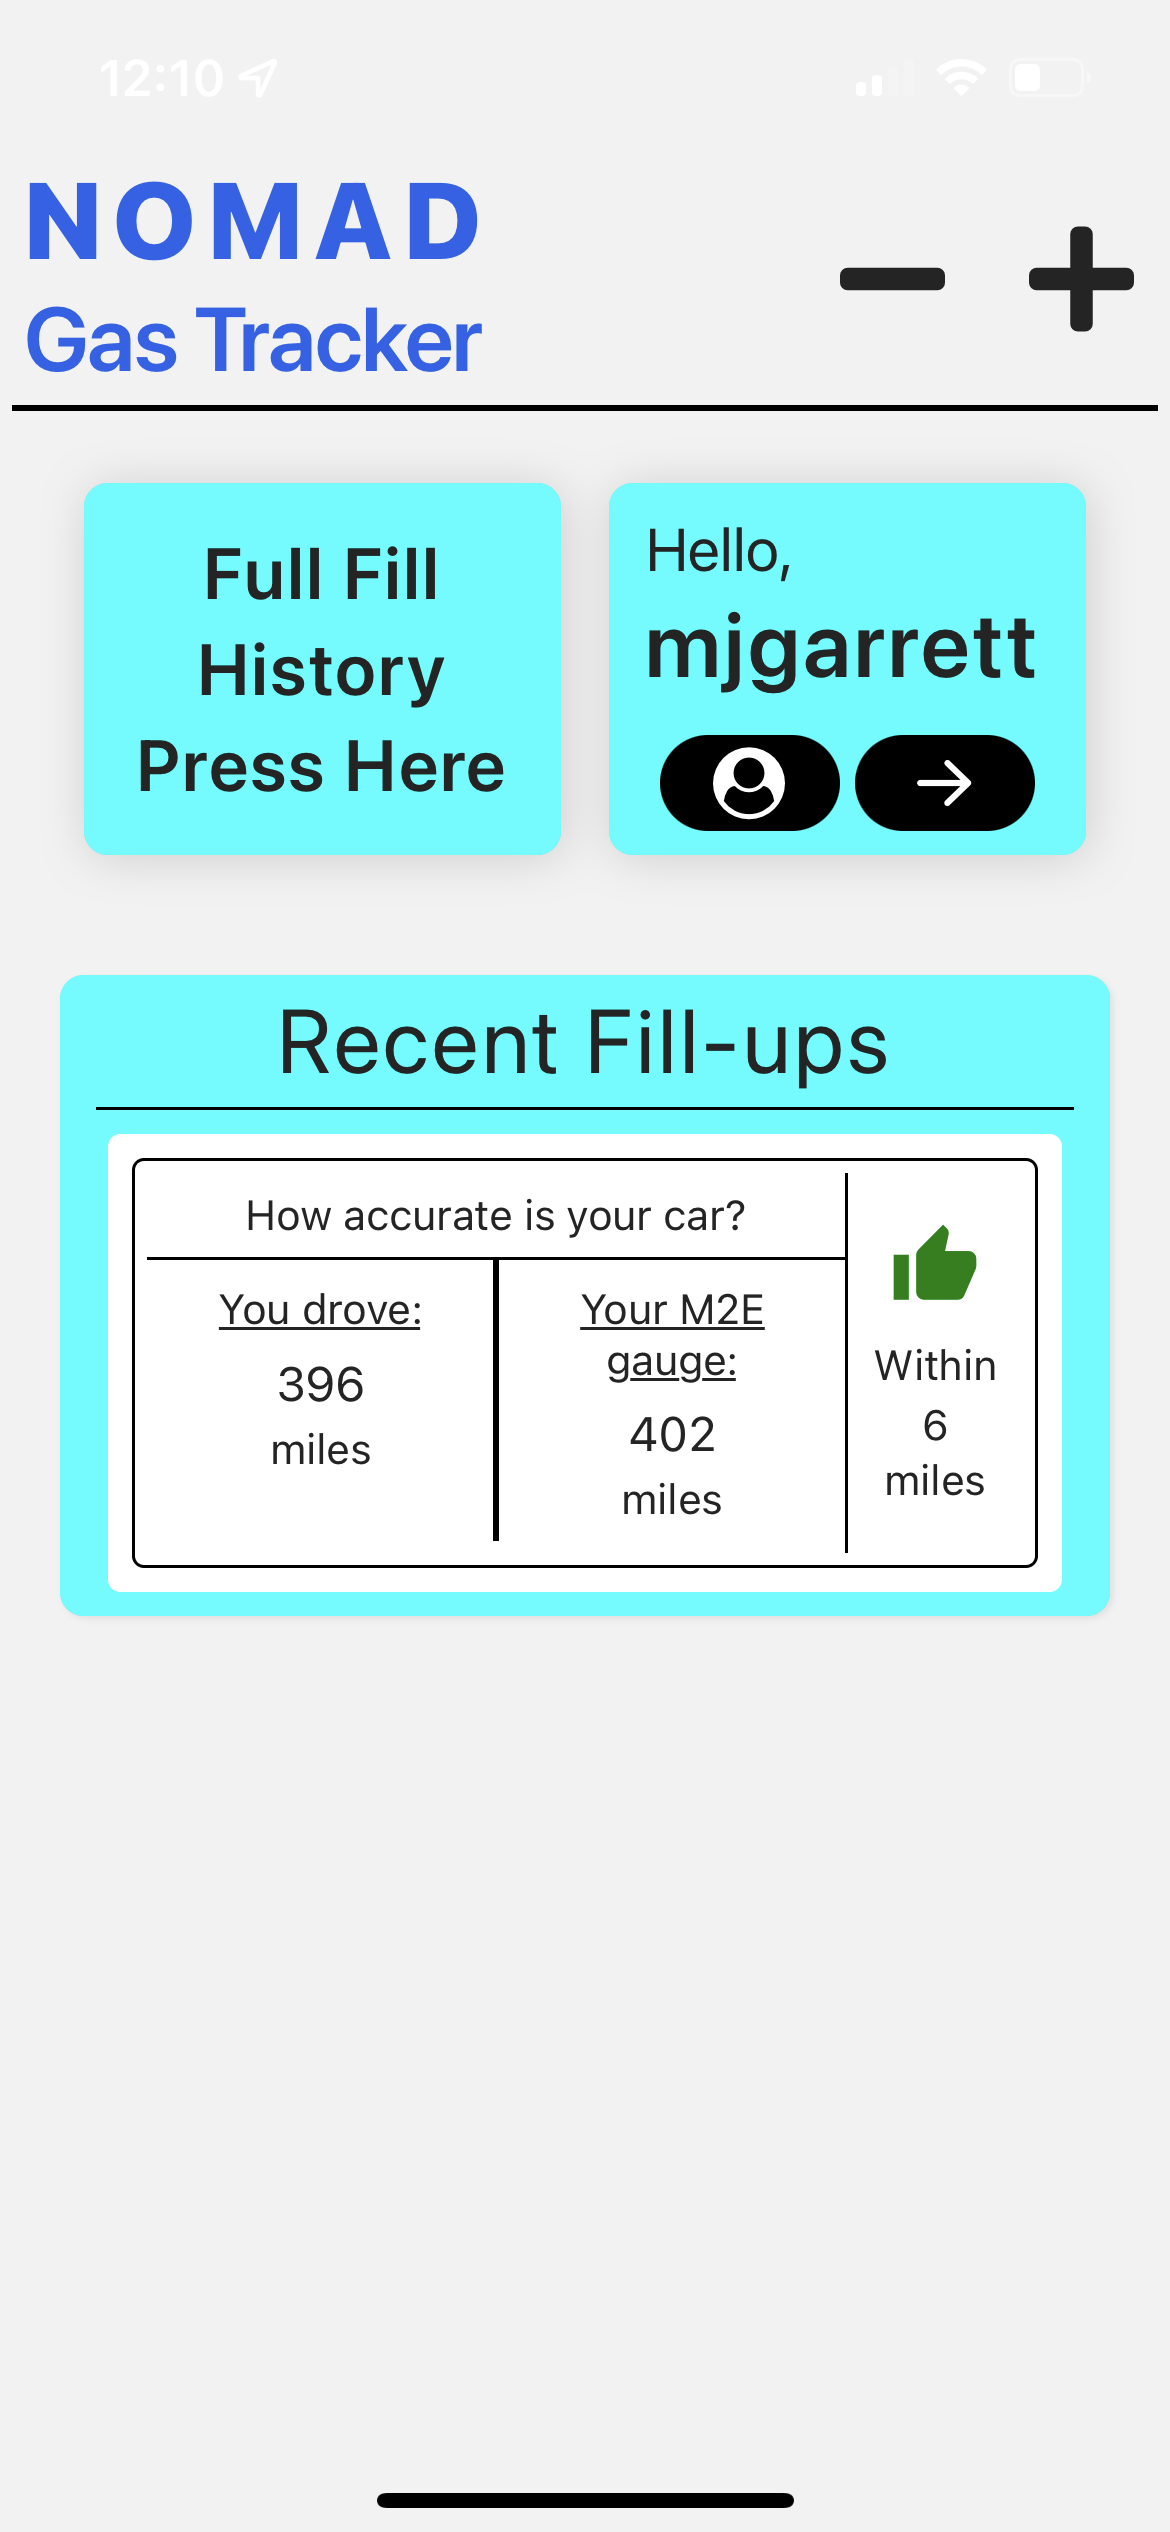 12:10
NOMAD
Gas Tracker
Full Fill
History
Press Here
Hello,
mjgarrett
Recent Fill-ups
How accurate is your car?
You drove:
396
miles
Your M2E
gauge:
402
miles
Within
6
miles